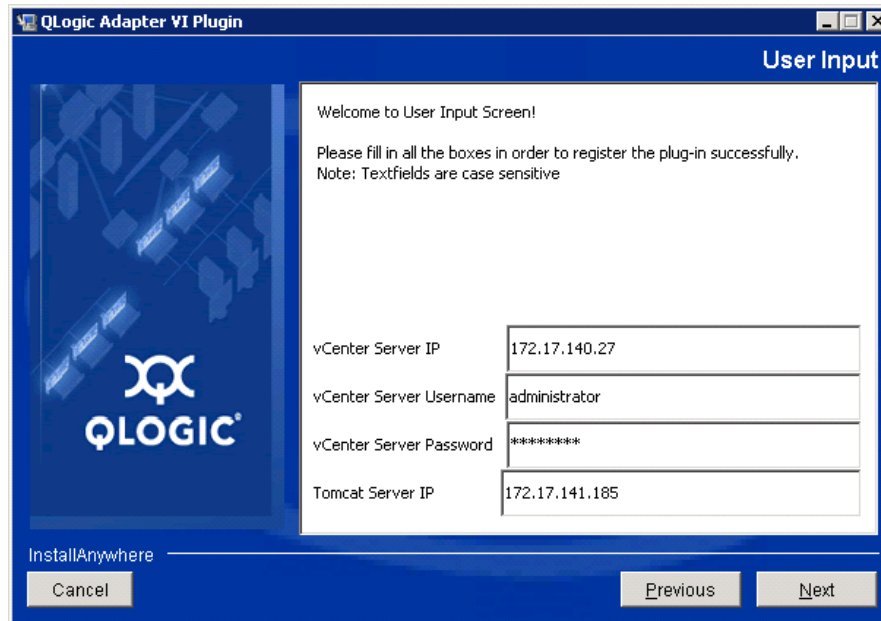 QLogic Adapter VI Plugin
User Input
Welcome to User Input Screen!
Please fill in all the boxes in order to register the plug-in successfully.
Note: Textfields are case sensitive
vCenter Server IP 172.17.140.27
vCenter Server Username administrator
vCenter Server Password ********
Tomcat Server IP 172.17.141.185
QLOGIC®
InstallAnywhere
Cancel Previous Next